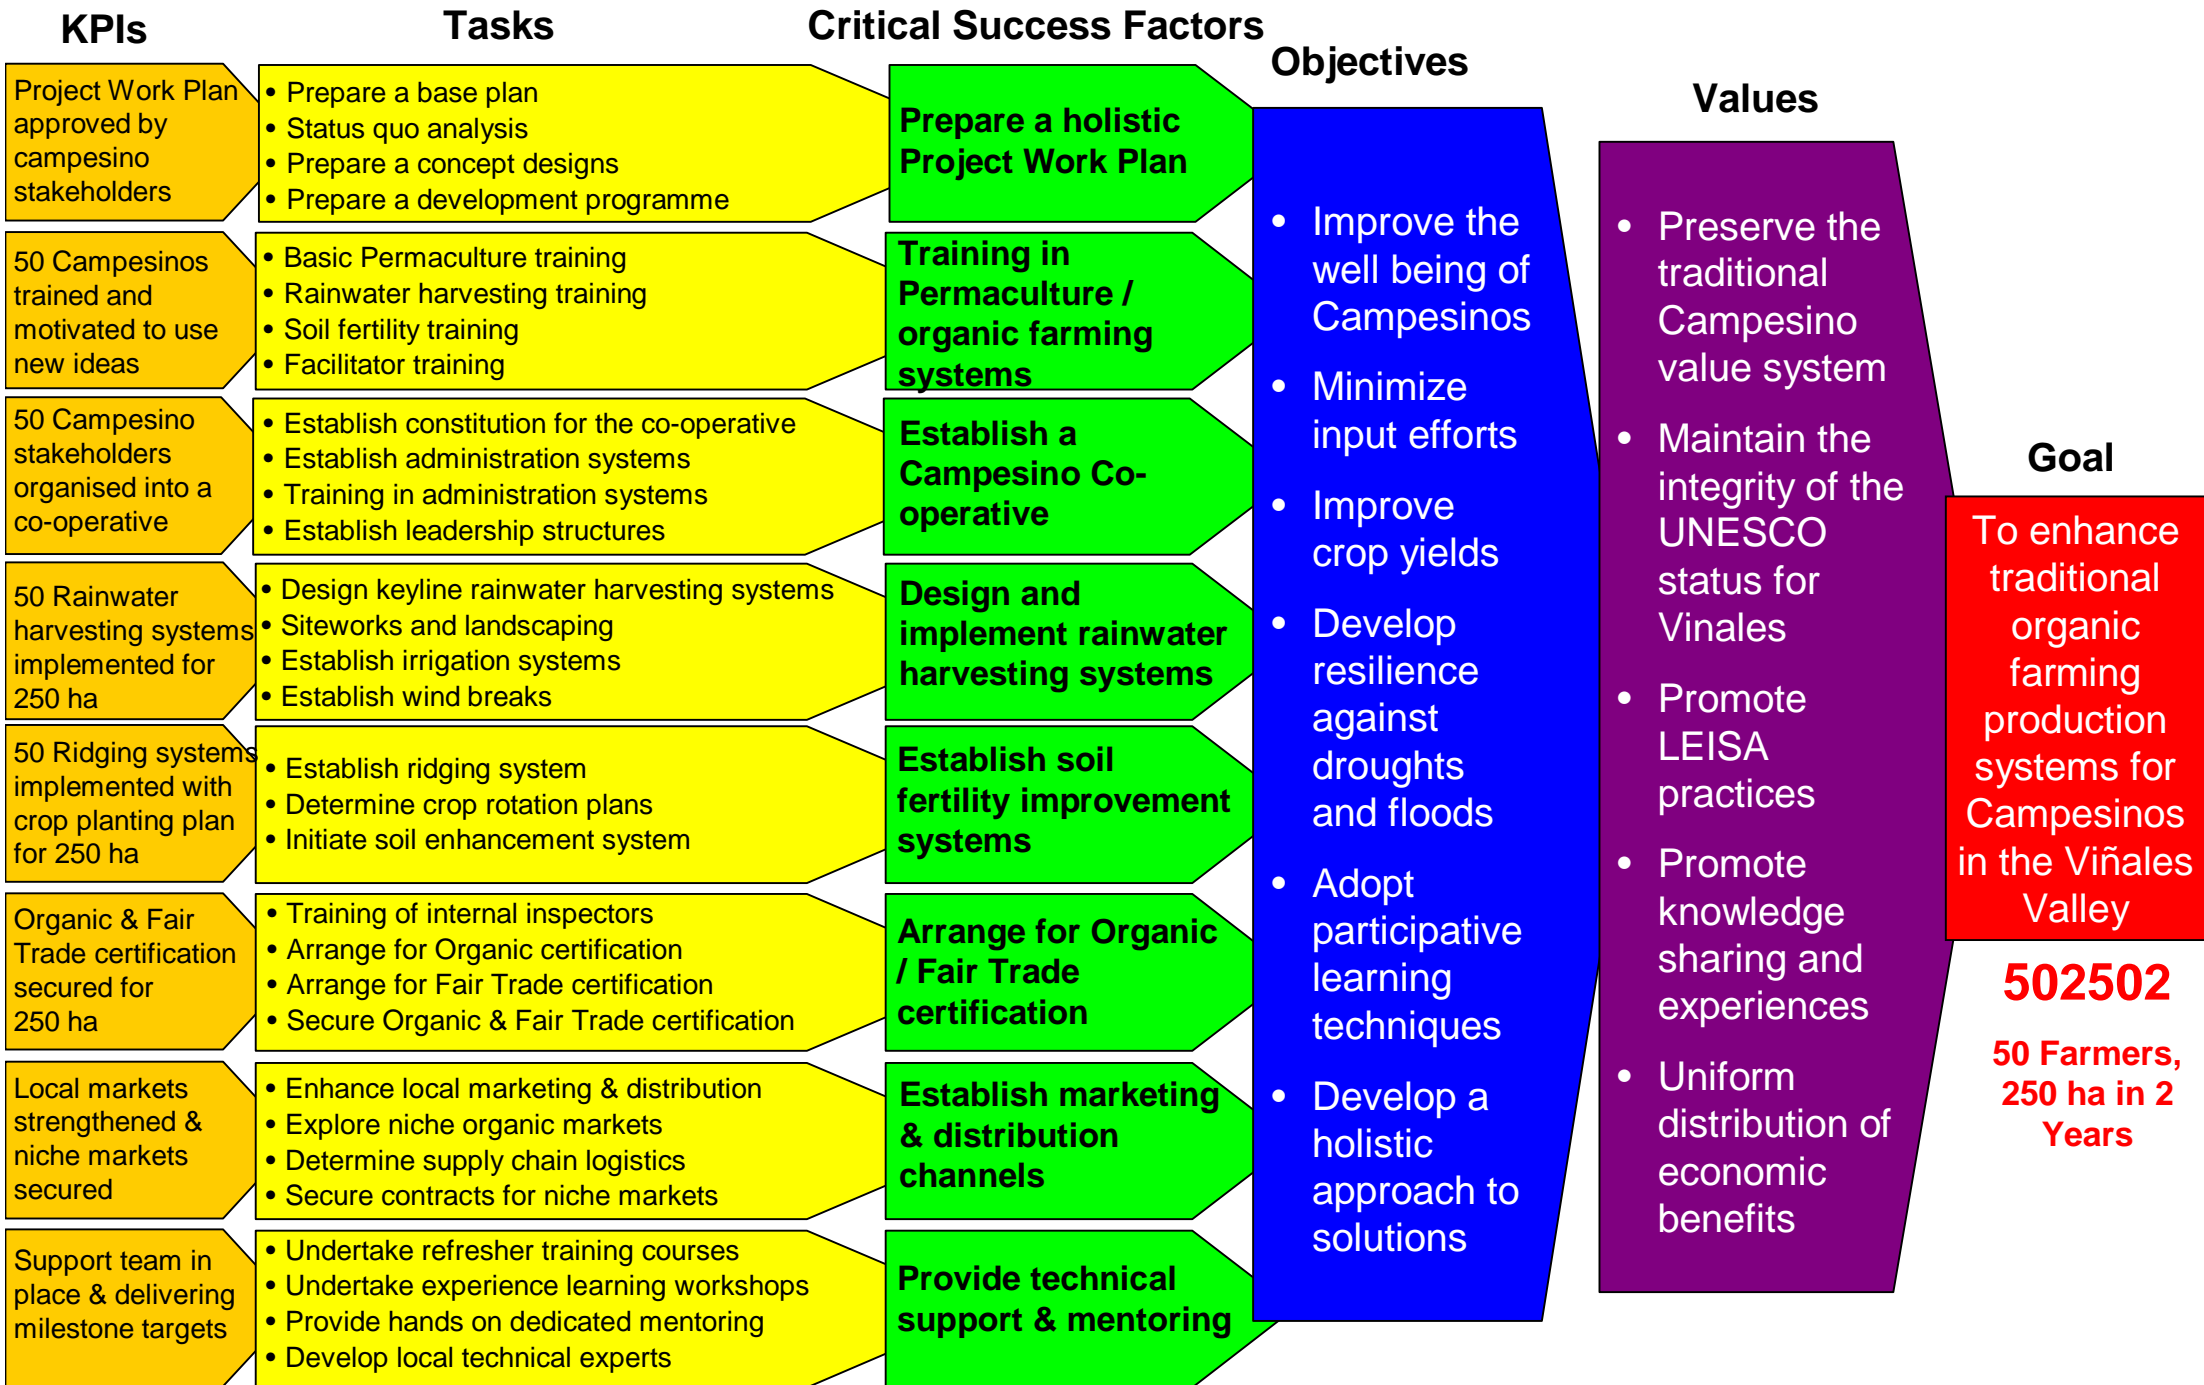 KPIs
Project Work Plan
approved by
campesino
stakeholders
50 Campesinos
trained and
motivated to use
new ideas
50 Campesino
stakeholders
organised into a
co-operative
50 Rainwater
harvesting systems
implemented for
250 ha
50 Ridging systems
implemented with
crop planting plan
for 250 ha
Organic & Fair
Trade certification
secured for
250 ha
Local markets
strengthened &
niche markets
secured
Support team in
place & delivering
milestone targets
Tasks
• Prepare a base plan
• Status quo analysis
• Prepare a concept designs
• Prepare a development programme
• Basic Permaculture training
• Rainwater harvesting training
• Soil fertility training
• Facilitator training
• Establish constitution for the co-operative
• Establish administration systems
• Training in administration systems
• Establish leadership structures
• Design keyline rainwater harvesting systems
• Siteworks and landscaping
• Establish irrigation systems
• Establish wind breaks
• Establish ridging system
• Determine crop rotation plans
• Initiate soil enhancement system
• Training of internal inspectors
• Arrange for Organic certification
• Arrange for Fair Trade certification
• Secure Organic & Fair Trade certification
• Enhance local marketing & distribution
• Explore niche organic markets
• Determine supply chain logistics
• Secure contracts for niche markets
• Undertake refresher training courses
• Undertake experience learning workshops
• Provide hands on dedicated mentoring
• Develop local technical experts
Critical Success Factors
Prepare a holistic
Project Work Plan
Training in
Permaculture /
organic farming
systems
Establish a
Campesino Co-
operative
Design and
implement rainwater
harvesting systems
Establish soil
fertility improvement
systems
Arrange for Organic
/ Fair Trade
certification
Establish marketing
& distribution
channels
Provide technical
support & mentoring
Objectives
• Improve the
well being of
Campesinos
• Minimize
input efforts
• Improve
crop yields
• Develop
resilience
against
droughts
and floods
• Adopt
participative
learning
techniques
• Develop a
holistic
approach to
solutions
Values
• Preserve the
traditional
Campesino
value system
• Maintain the
integrity of the
UNESCO
status for
Vinales
• Promote
LEISA
practices
• Promote
knowledge
sharing and
experiences
• Uniform
distribution of
economic
benefits
Goal
To enhance
traditional
organic
farming
production
systems for
Campesinos
in the Viñales
Valley
502502
50 Farmers,
250 ha in 2
Years